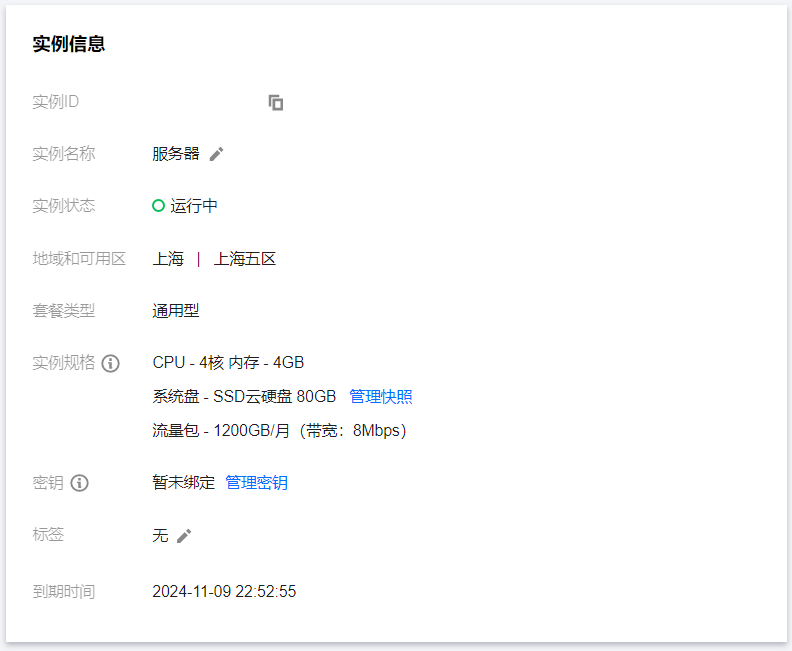 实例信息
实例ID
实例名称 服务器
实例状态 运行中
地域和可用区 上海 | 上海五区
套餐类型 通用型
实例规格 CPU - 4核 内存 - 4GB
系统盘 - SSD云硬盘 80GB 管理快照
流量包 - 1200GB/月（带宽：8Mbps）
密钥 暂未绑定 管理密钥
标签 无
到期时间 2024-11-09 22:52:55